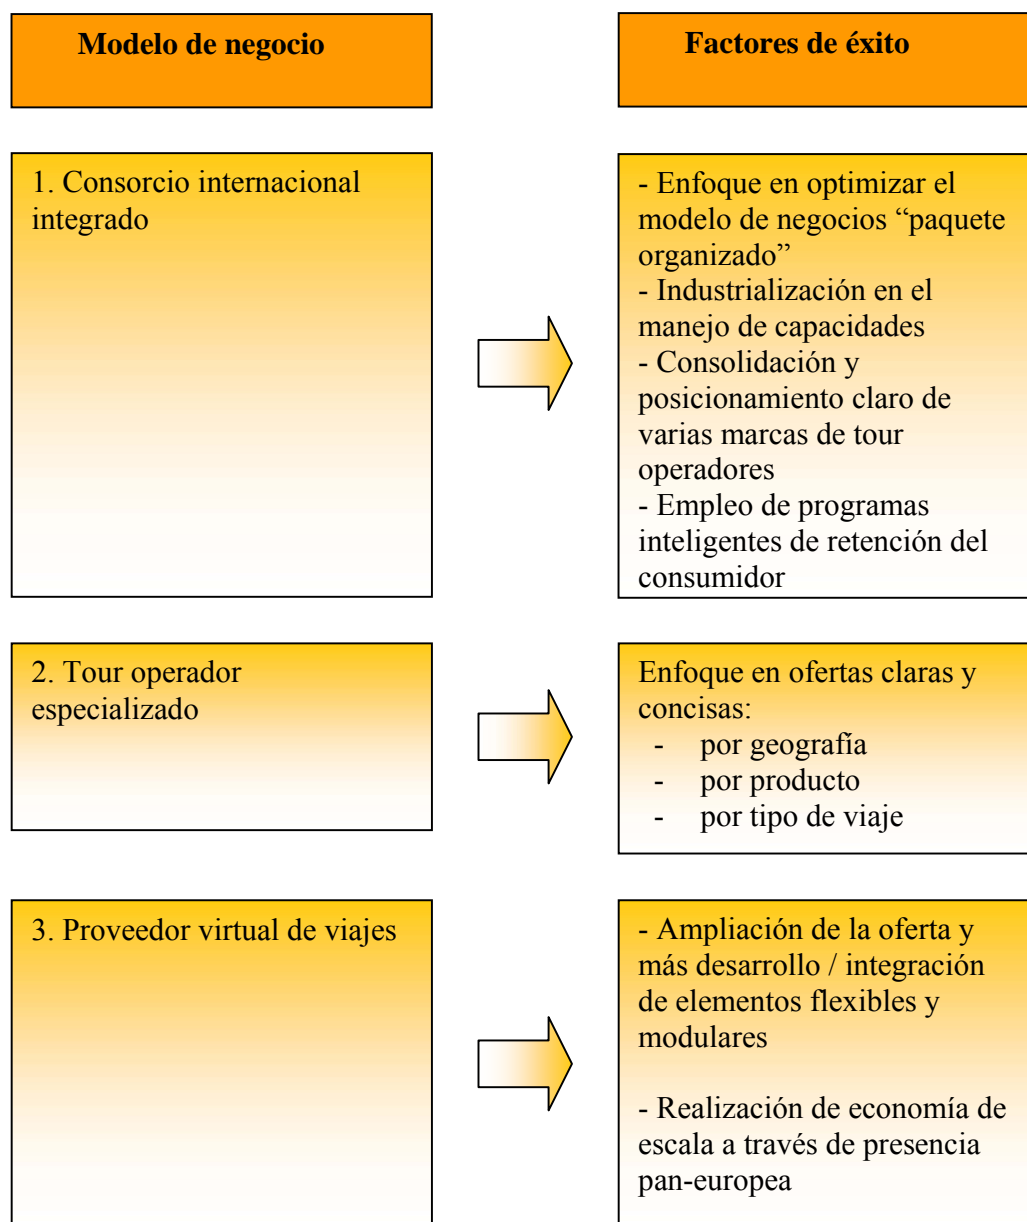 Modelo de negocio
Factores de éxito
1. Consorcio internacional
integrado
- Enfoque en optimizar el
modelo de negocios “paquete
organizado”
- Industrialización en el
manejo de capacidades
- Consolidación y
posicionamiento claro de
varias marcas de tour
operadores
- Empleo de programas
inteligentes de retención del
consumidor
2. Tour operador
especializado
Enfoque en ofertas claras y
concisas:
- por geografía
- por producto
- por tipo de viaje
3. Proveedor virtual de viajes
- Ampliación de la oferta y
más desarrollo / integración
de elementos flexibles y
modulares
- Realización de economía de
escala a través de presencia
pan-europea